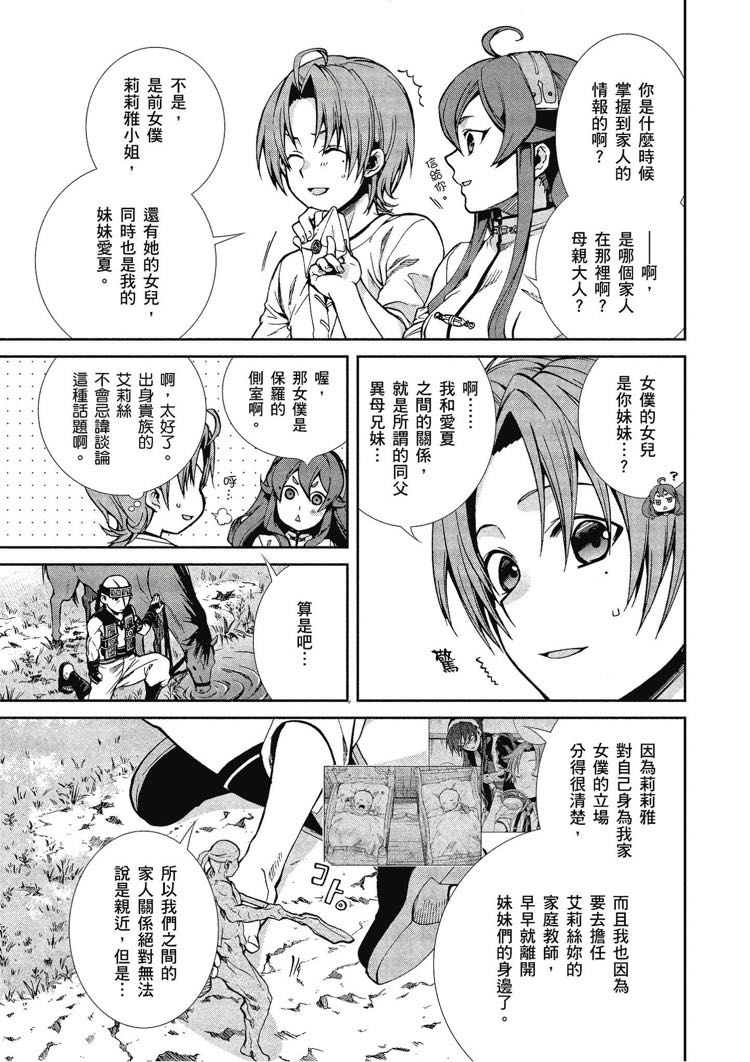 你是什麼時候
掌握到家人的
情報的啊？
——啊，
是哪個家人
在那裡啊？
母親大人？
信給你。
不是，
是前女僕
莉莉雅小姐，
還有她的女兒，
同時也是我的
妹妹愛夏。
女僕的女兒
是你妹妹…？
？
啊……
我和愛夏
之間的關係，
就是所謂的同父
異母兄妹…
驚
喔，
那女僕是
保羅的
側室啊。
呼…
啊，太好了。
出身貴族的
艾莉絲
不會忌諱談論
這種話題啊。
算是吧…
因為莉莉雅
對自己身為我家
女僕的立場
分得很清楚，
而且我也因為
要去擔任
艾莉絲妳的
家庭教師，
早早就離開
妹妹們的身邊了。
コト。
所以我們之間的
家人關係絕對無法
說是親近，但是…